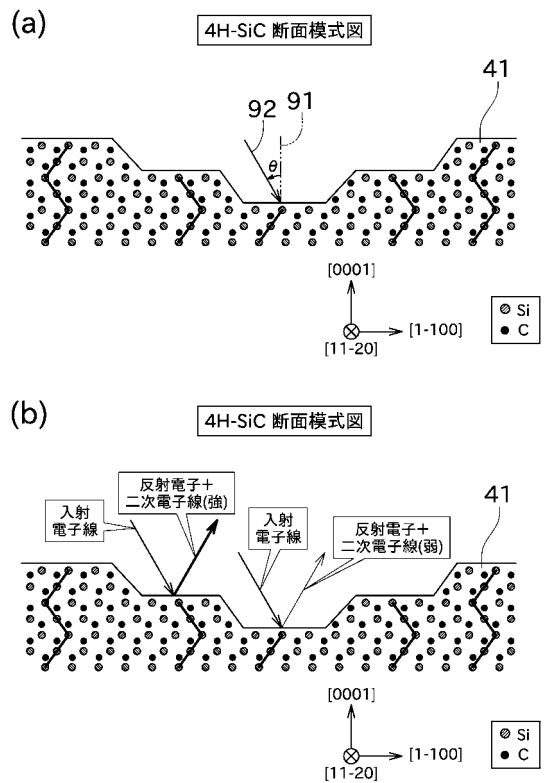 (a)
4H-SiC 断面模式図
41
92
91
θ
[0001]
[1-100]
[11-20]
Si
C
(b)
4H-SiC 断面模式図
入射
電子線
反射電子+
二次電子線(強)
入射
電子線
反射電子+
二次電子線(弱)
41
[0001]
[1-100]
[11-20]
Si
C